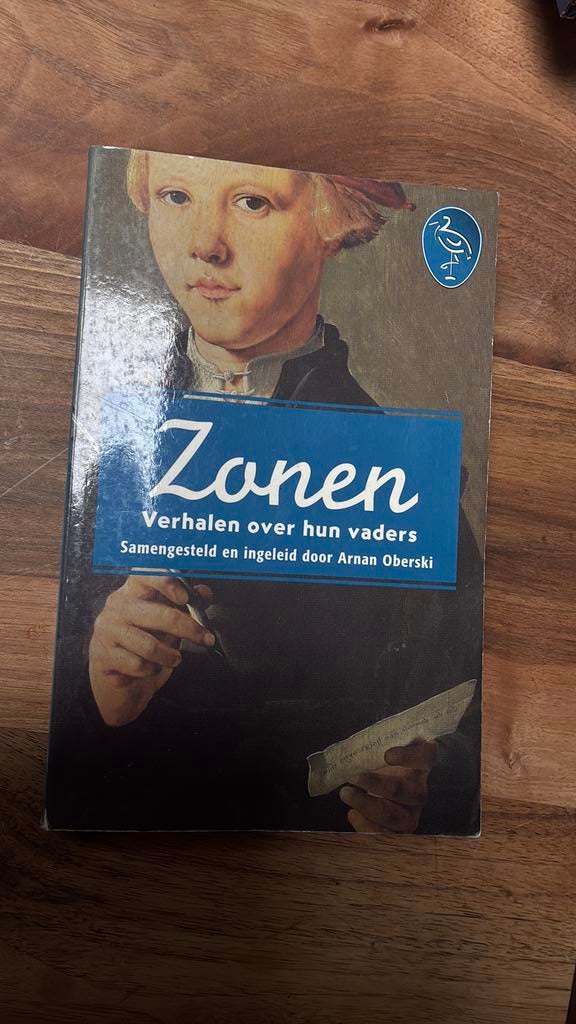 Zonen
Verhalen over hun vaders
Samengesteld en ingeleid door Arnan Oberski